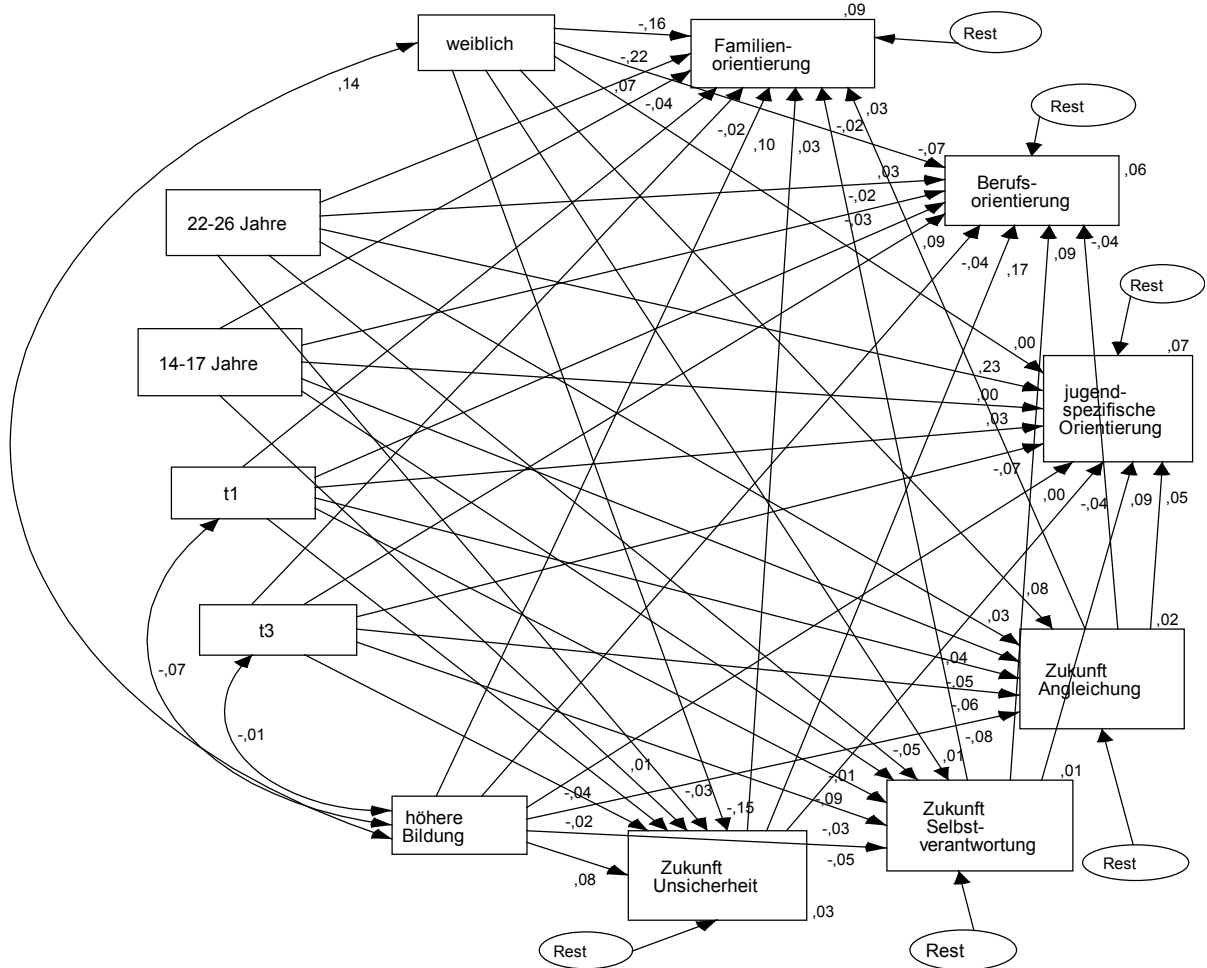 ,09
-,16
Rest
weiblich
Familien-
orientierung
-,22
,14
,07
-,04
,03
Rest
-,02
,10
,03
-,02
-,07
,06
Berufs-
orientierung
,03
-,02
22-26 Jahre
-,03
,09
-,04
,09
-,04
,17
Rest
,00
,07
14-17 Jahre
,23
,00
jugend-
spezifische
Orientierung
,03
-,07
,00
-,04
,09
,05
t1
,08
,03
,02
t3
,04
Zukunft
Angleichung
-,07
-,05
-,06
-,01
-,08
-,05
,01
,01
-,01
,01
-,03
-,04
-,09
höhere
Bildung
-,15
Zukunft
Selbst-
verantwortung
-,02
-,03
-,05
Rest
,08
Zukunft
Unsicherheit
,03
Rest
Rest